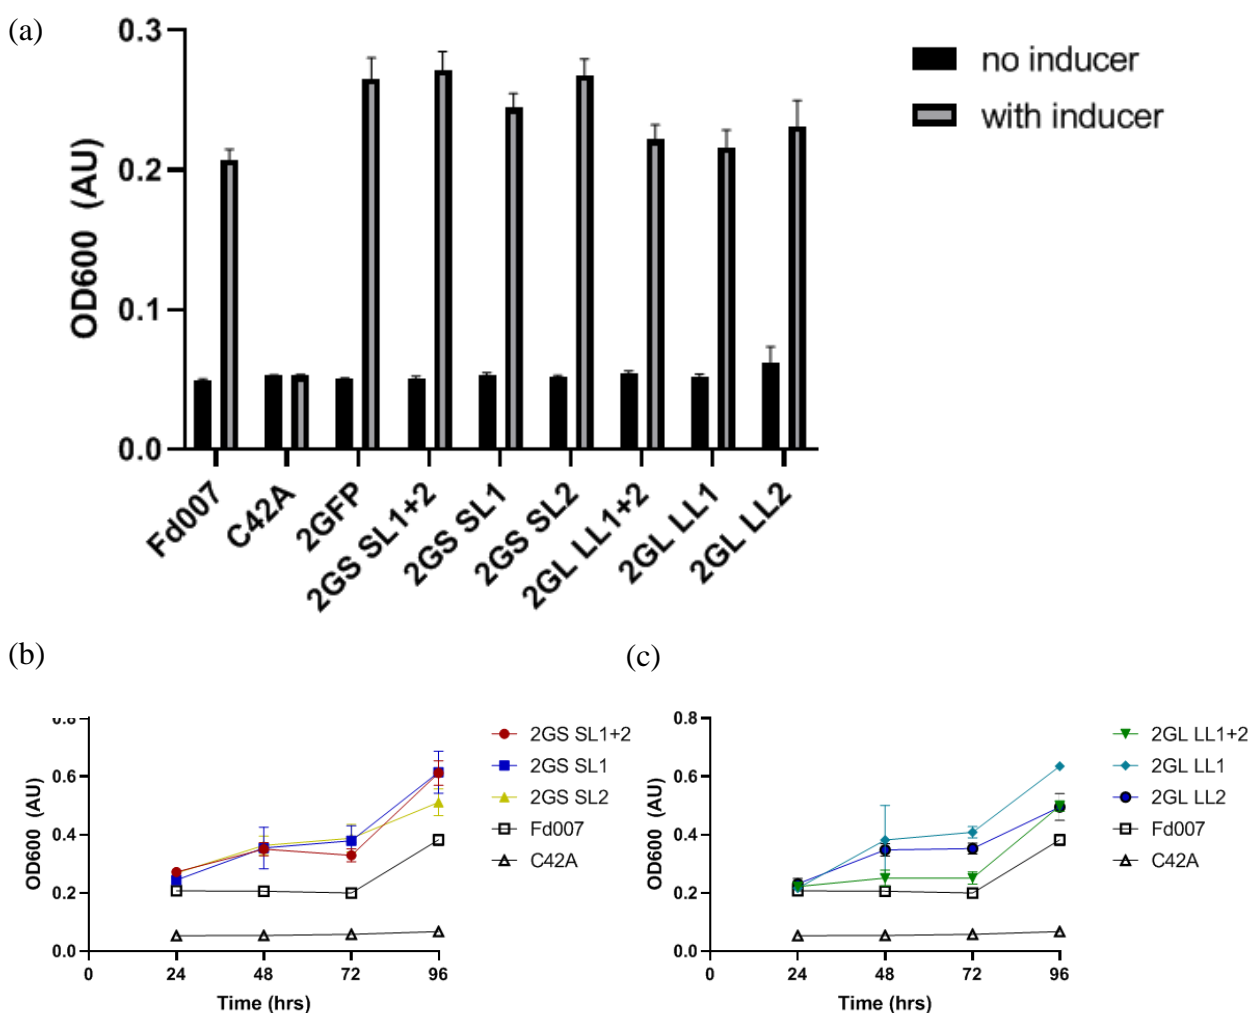 (a)
0.3
0.2
0.1
0.0
OD600 (AU)
no inducer
with inducer
Fd007
C42A
2GFP
2GS SL1+2
2GS SL1
2GS SL2
2GL LL1+2
2GL LL1
2GL LL2
(b)
0.8
0.6
0.4
0.2
0.0
OD600 (AU)
0
24
48
72
96
Time (hrs)
2GS SL1+2
2GS SL1
2GS SL2
Fd007
C42A
(c)
0.8
0.6
0.4
0.2
0.0
OD600 (AU)
0
24
48
72
96
Time (hrs)
2GL LL1+2
2GL LL1
2GL LL2
Fd007
C42A